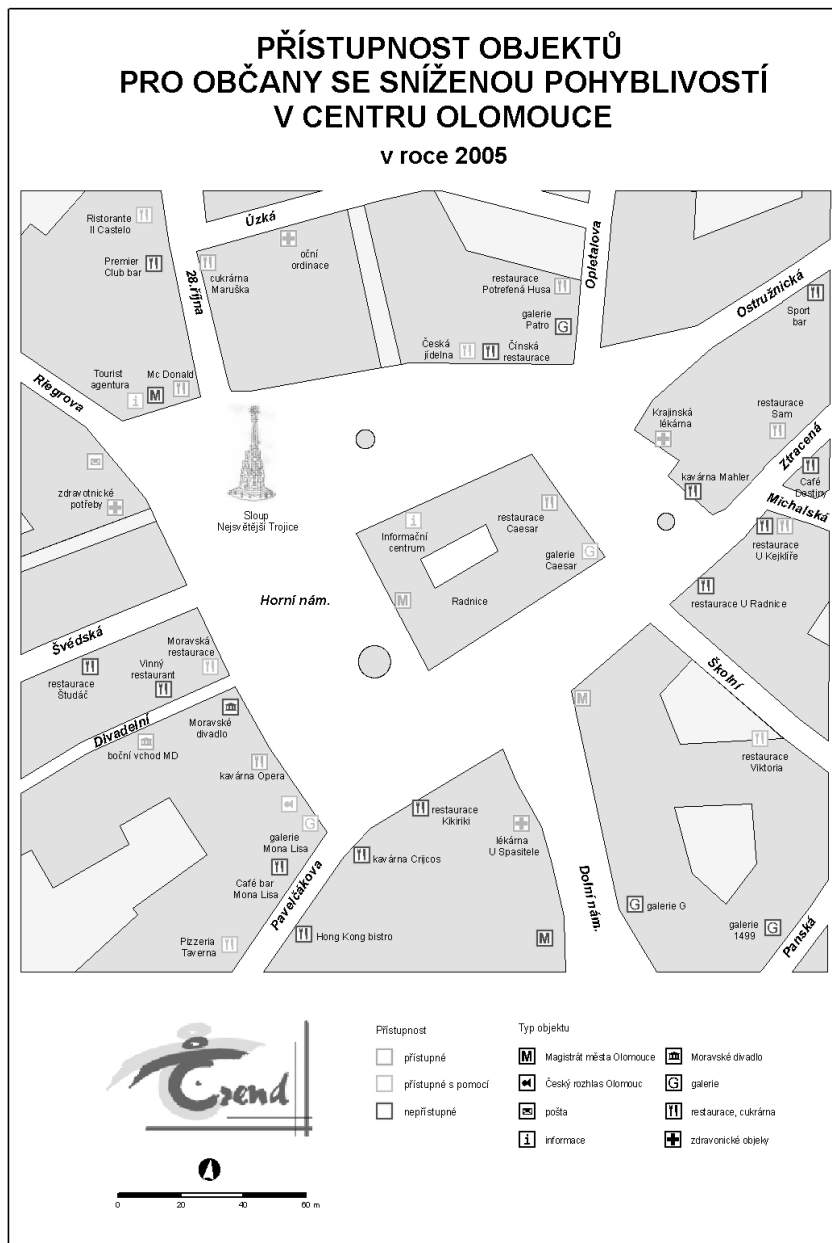 PŘÍSTUPNOST OBJEKTŮ
PRO OBČANY SE SNÍŽENOU POHYBLIVOSTÍ
V CENTRU OLOMOUCE
v roce 2005
Ristorante
Il Castelo
Premier
Club bar
28.října
cukrárna
Maruška
Úzká
oční
ordinace
restaurace
Potrefená Husa
galerie
Patro
G
Česká
jídelna
Čínská
restaurace
Opletalova
Ostružnická
Sport
bar
Riegrova
Tourist
agentura
i
M
Mc Donald
Krajinská
lékárna
restaurace
Sam
Ztracená
kavárna Mahler
Café
Destiny
Michalská
zdravotnické
potřeby
Sloup
Nejsvětější Trojice
i
Informační
centrum
restaurace
Caesar
galerie
Caesar
G
M
Radnice
restaurace
U Kejklíře
restaurace U Radnice
Horní nám.
Švédská
Moravská
restaurace
Vinný
restaurant
restaurace
Študáč
Divadelní
Moravské
divadlo
boční vchod MD
kavárna Opera
M
Školní
restaurace
Viktoria
G
galerie
Mona Lisa
Café bar
Mona Lisa
restaurace
Kikiriki
lékárna
U Spasitele
kavárna Crijcos
Pavelčákova
Hong Kong bistro
Pizzeria
Taverna
M
Dolní nám.
G
galerie G
galerie
1499
G
Panská
Trend
Přístupnost
přístupné
přístupné s pomocí
nepřístupné
Typ objektu
M
Magistrát města Olomouce
Český rozhlas Olomouc
pošta
i
informace
Moravské divadlo
G
galerie
restaurace, cukrárna
zdravonické objeky
0 20 40 60 m